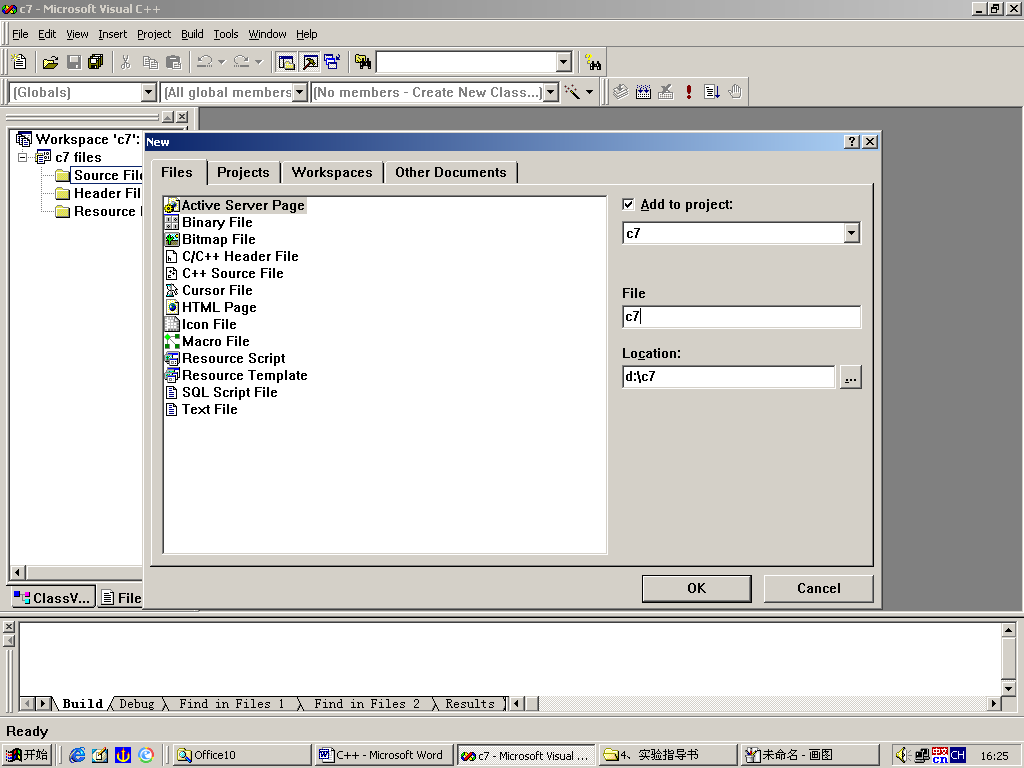 c7 - Microsoft Visual C++
File Edit View Insert Project Build Tools Window Help
(Globals) [All global members (No members - Create New Class...)
Workspace 'c7':
c7 files
Source File
Header Fil
Resource
ClassV... File
New
Files Projects Workspaces Other Documents
Active Server Page
Binary File
Bitmap File
C/C++ Header File
C++ Source File
Cursor File
HTML Page
Icon File
Macro File
Resource Script
Resource Template
SQL Script File
Text File
Add to project:
c7
File
c7
Location:
d:\c7
...
OK Cancel
Build Debug Find in Files 1 Find in Files 2 Results
Ready
开始 Office10 C++ - Microsoft Word c7 - Microsoft Visual ... 4、实验指导书 未命名 - 画图 CH 16:25